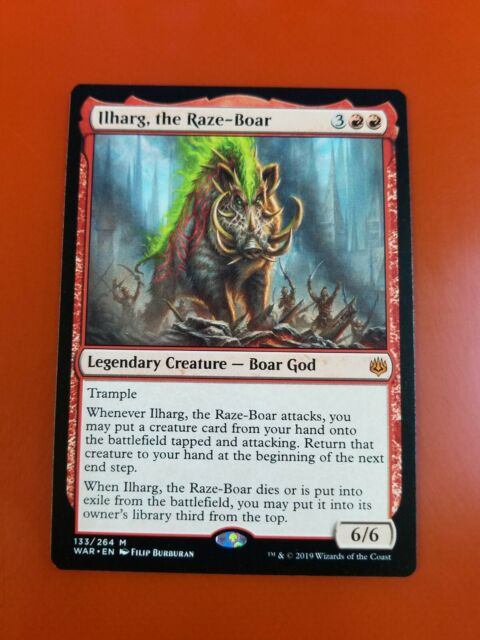 Ilharg, the Raze-Boar 3
Legendary Creature — Boar God
Trample
Whenever Ilharg, the Raze-Boar attacks, you
may put a creature card from your hand onto
the battlefield tapped and attacking. Return that
creature to your hand at the beginning of the next
end step.
When Ilharg, the Raze-Boar dies or is put into
exile from the battlefield, you may put it into its
owner's library third from the top.
6/6
133/264 M
WAR • EN Filip Burburan
™ & © 2019 Wizards of the Coast